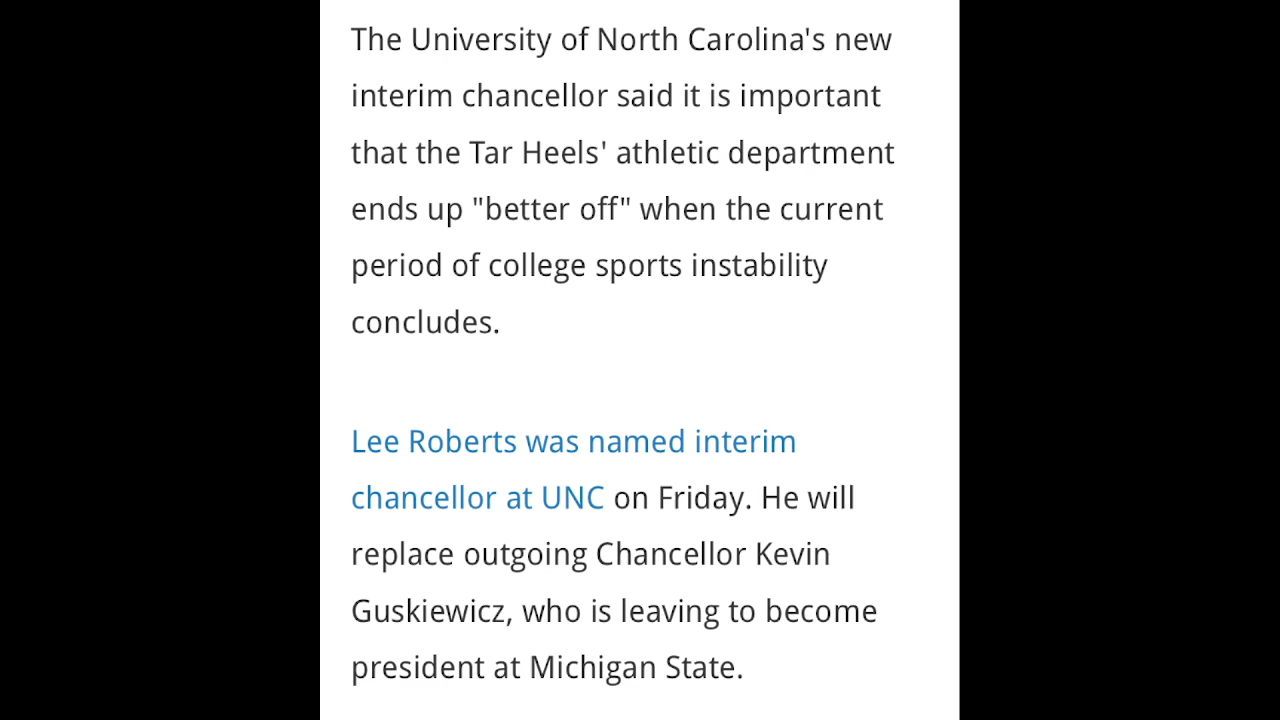 The University of North Carolina's new
interim chancellor said it is important
that the Tar Heels' athletic department
ends up "better off" when the current
period of college sports instability
concludes.
Lee Roberts was named interim
chancellor at UNC on Friday. He will
replace outgoing Chancellor Kevin
Guskiewicz, who is leaving to become
president at Michigan State.